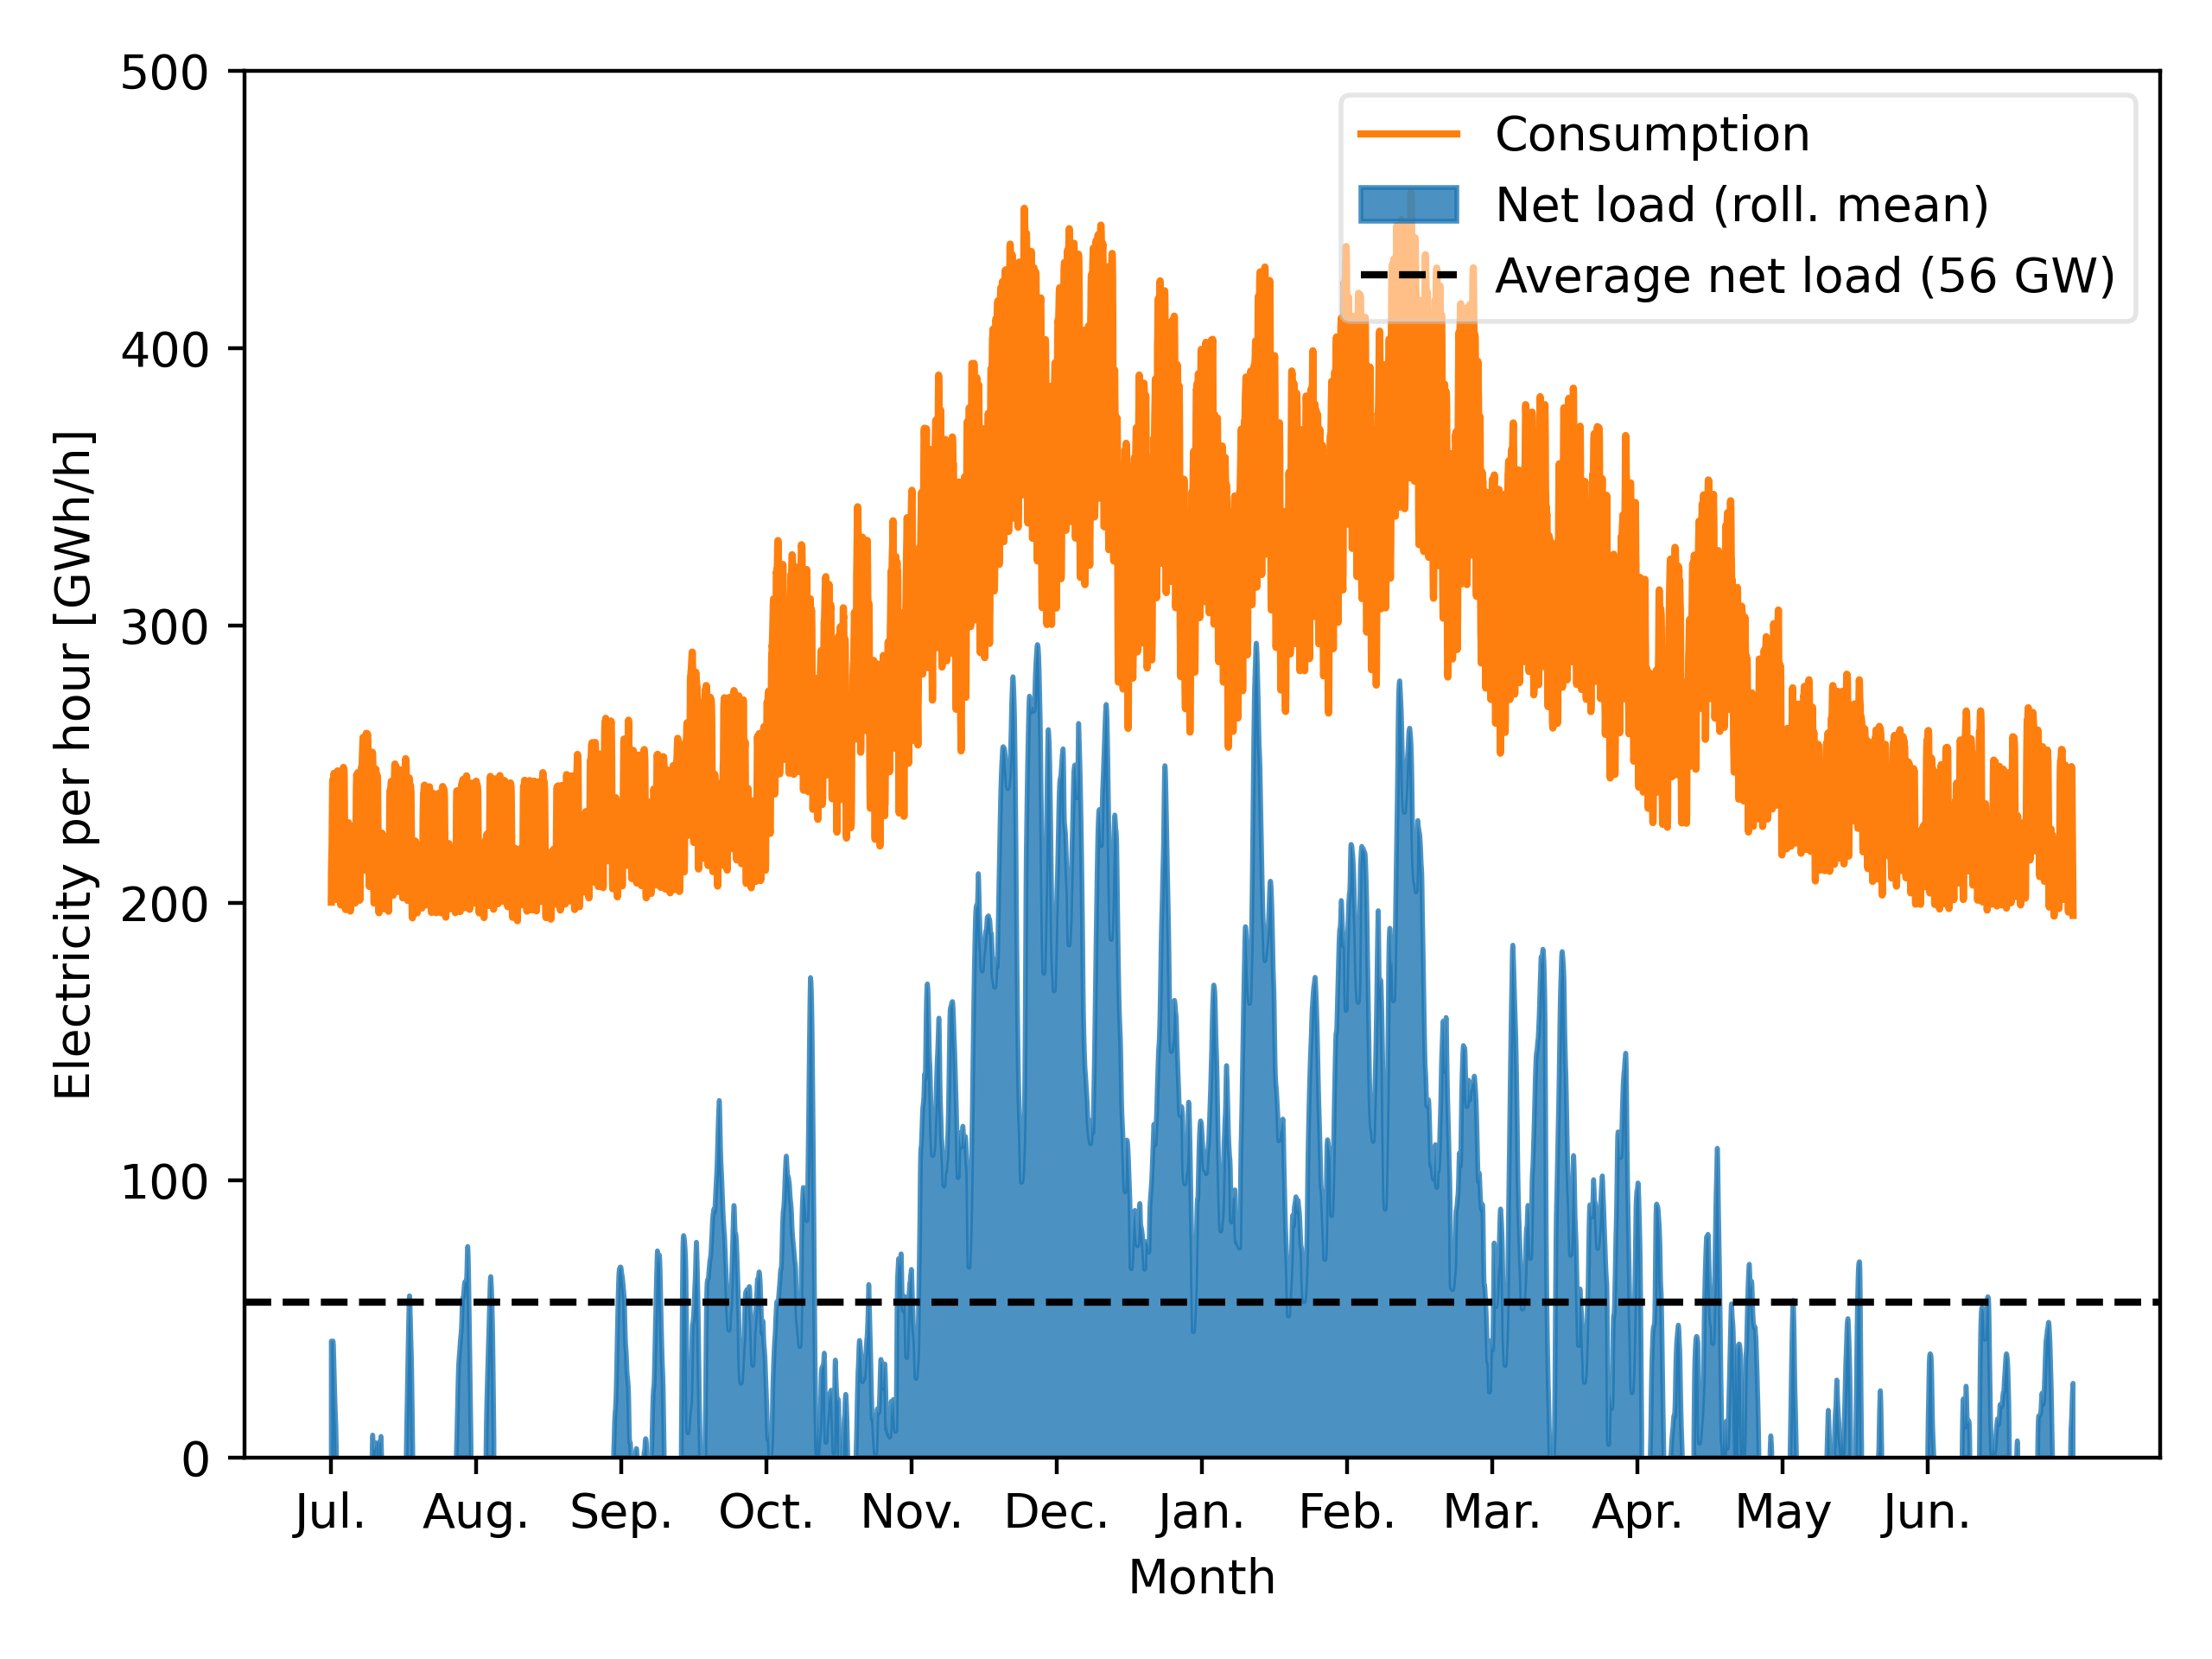 Electricity per hour [GWh/h]
500
400
300
200
100
0
Consumption
Net load (roll. mean)
Average net load (56 GW)
Jul. Aug. Sep. Oct. Nov. Dec. Jan. Feb. Mar. Apr. May Jun.
Month